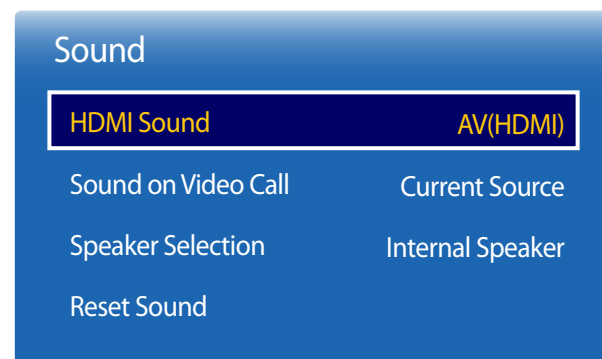 Sound
HDMI Sound AV(HDMI)
Sound on Video Call Current Source
Speaker Selection Internal Speaker
Reset Sound